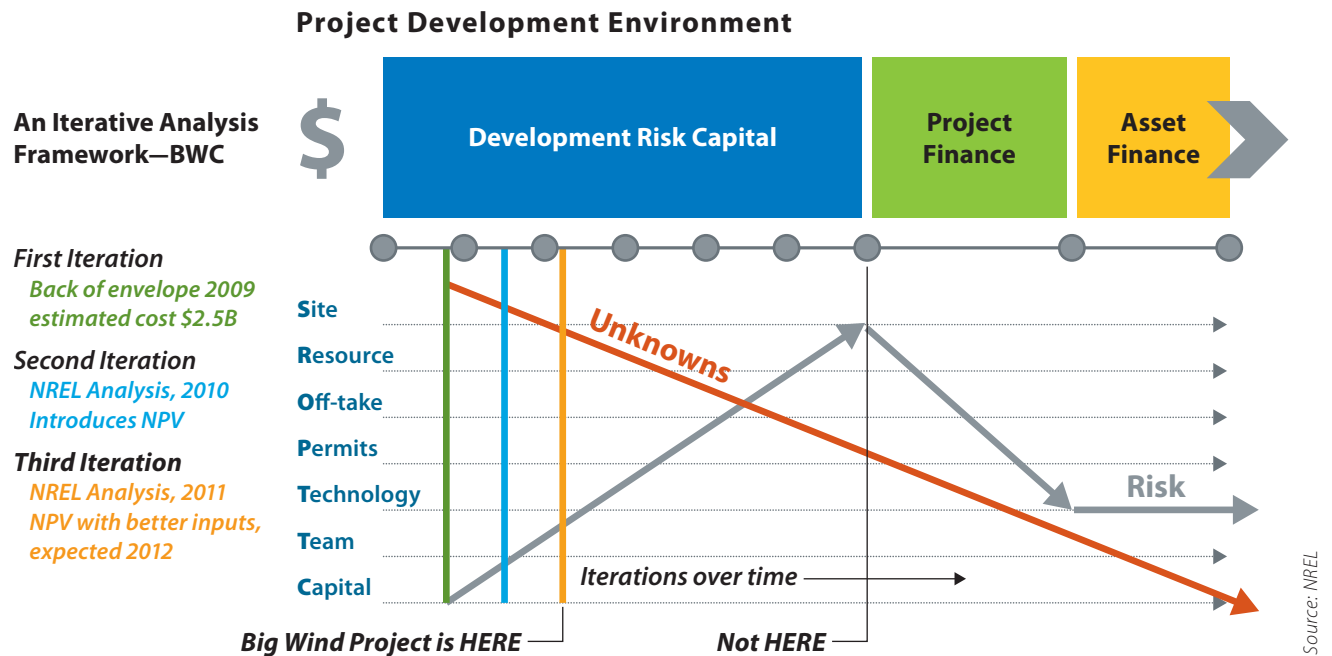 Project Development Environment
An Iterative Analysis
Framework—BWC
$
Development Risk Capital
Project
Finance
Asset
Finance
First Iteration
Back of envelope 2009
estimated cost $2.5B
Second Iteration
NREL Analysis, 2010
Introduces NPV
Third Iteration
NREL Analysis, 2011
NPV with better inputs,
expected 2012
Site
Resource
Off-take
Permits
Technology
Team
Capital
Unknowns
Risk
Iterations over time
Big Wind Project is HERE
Not HERE
Source: NREL